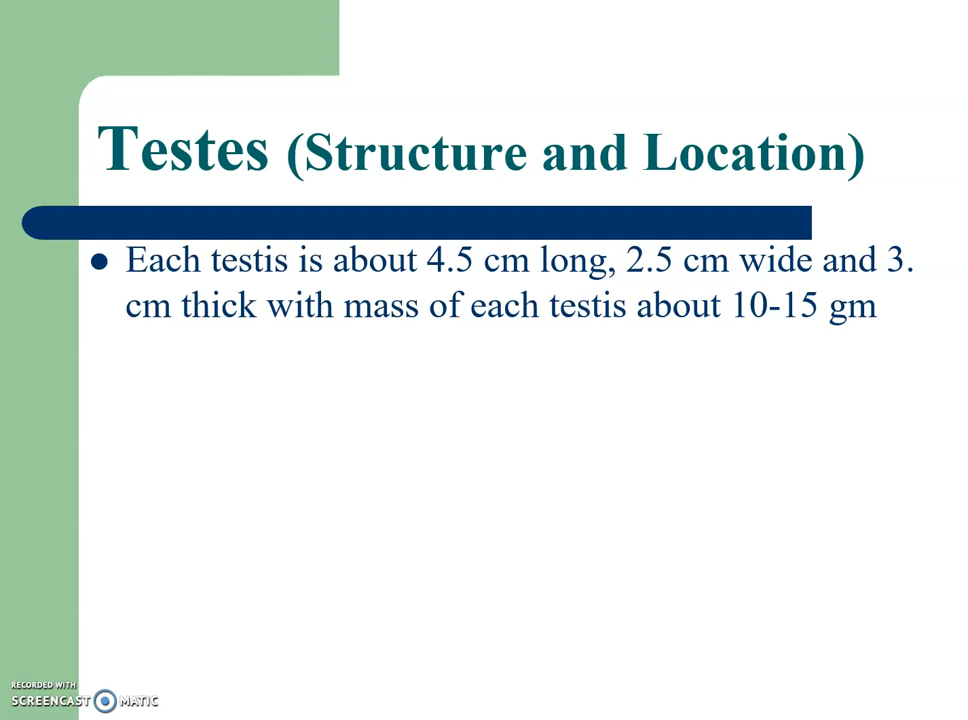 Testes (Structure and Location)
Each testis is about 4.5 cm long, 2.5 cm wide and 3.
cm thick with mass of each testis about 10-15 gm
RECORDED WITH
SCREENCAST MATIC